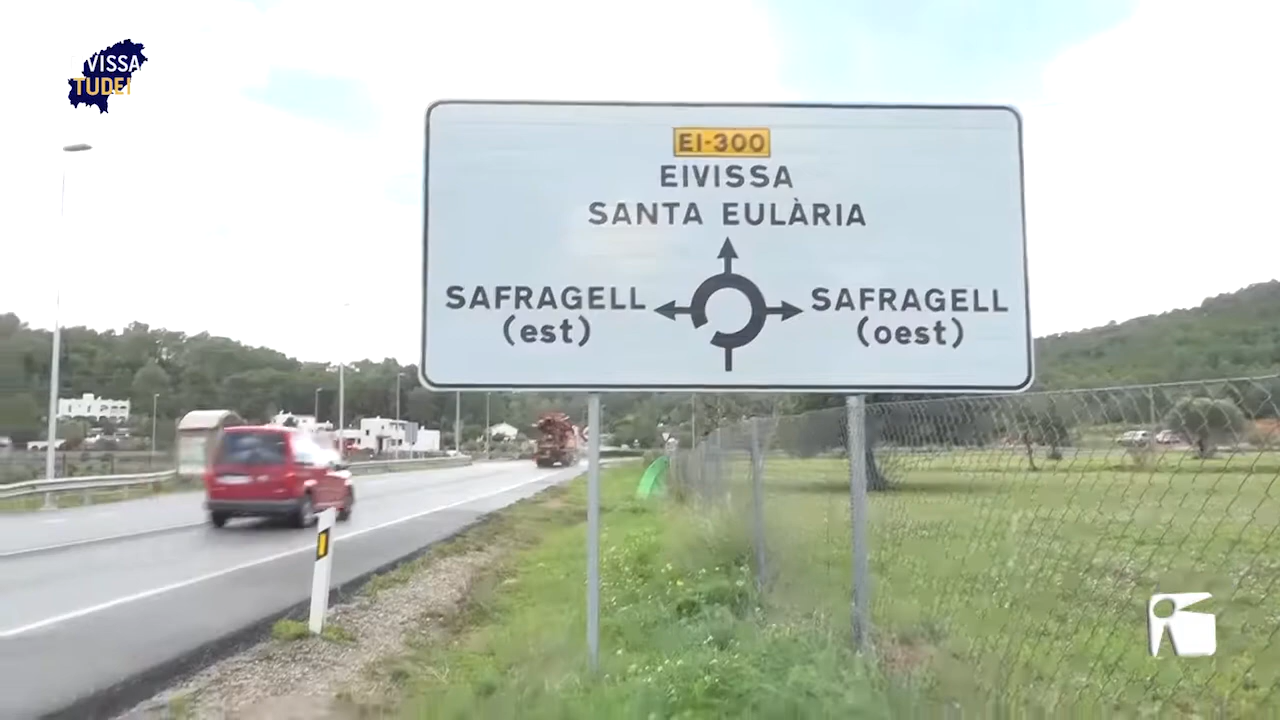 VISSA
TUDEI
EI-300
EIVISSA
SANTA EULÀRIA
SAFRAGELL
(est)
SAFRAGELL
(oest)